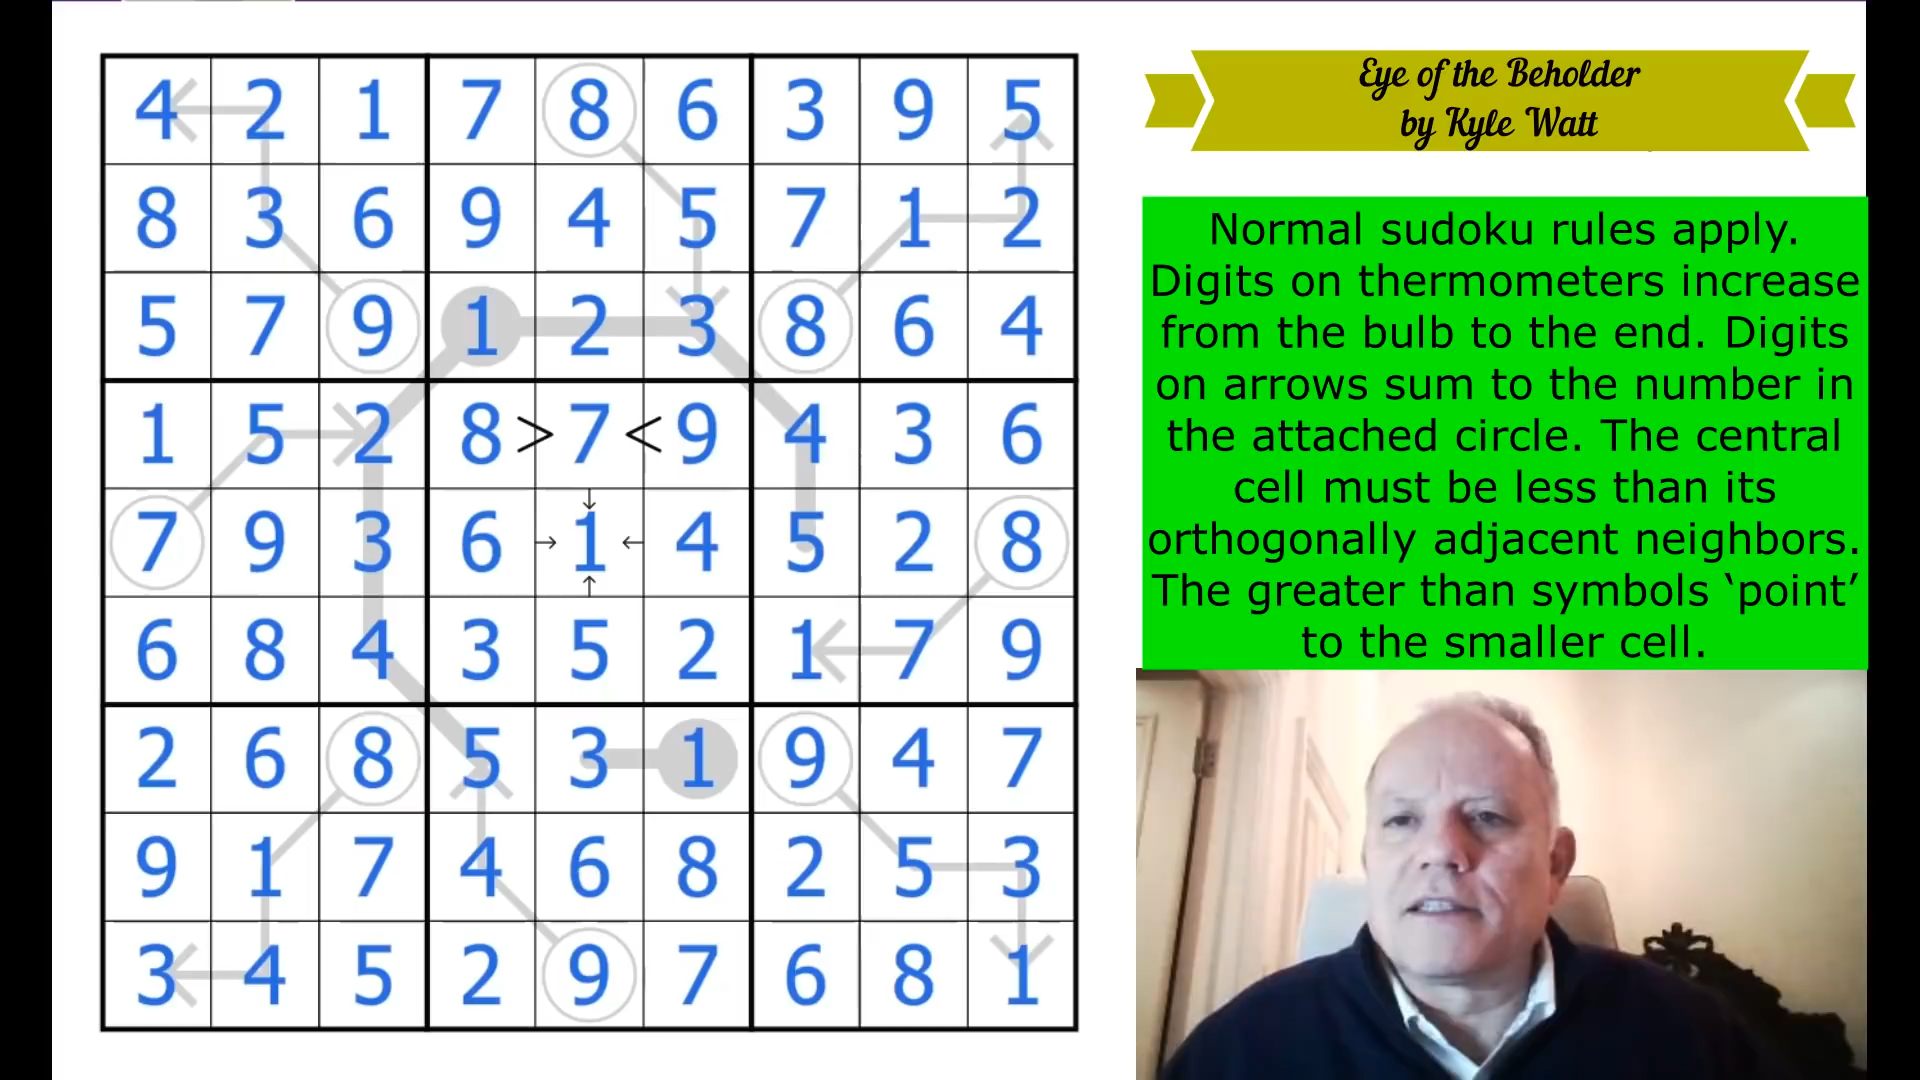 Eye of the Beholder
by Kyle Watt
Normal sudoku rules apply.
Digits on thermometers increase
from the bulb to the end. Digits
on arrows sum to the number in
the attached circle. The central
cell must be less than its
orthogonally adjacent neighbors.
The greater than symbols ‘point’
to the smaller cell.
4 2 1 7 8 6 3 9 5
8 3 6 9 4 5 7 1 2
5 7 9 1 2 3 8 6 4
1 5 2 8 > 7 < 9 4 3 6
7 9 3 6 1 4 5 2 8
6 8 4 3 5 2 1 7 9
2 6 8 5 3 1 9 4 7
9 1 7 4 6 8 2 5 3
3 4 5 2 9 7 6 8 1